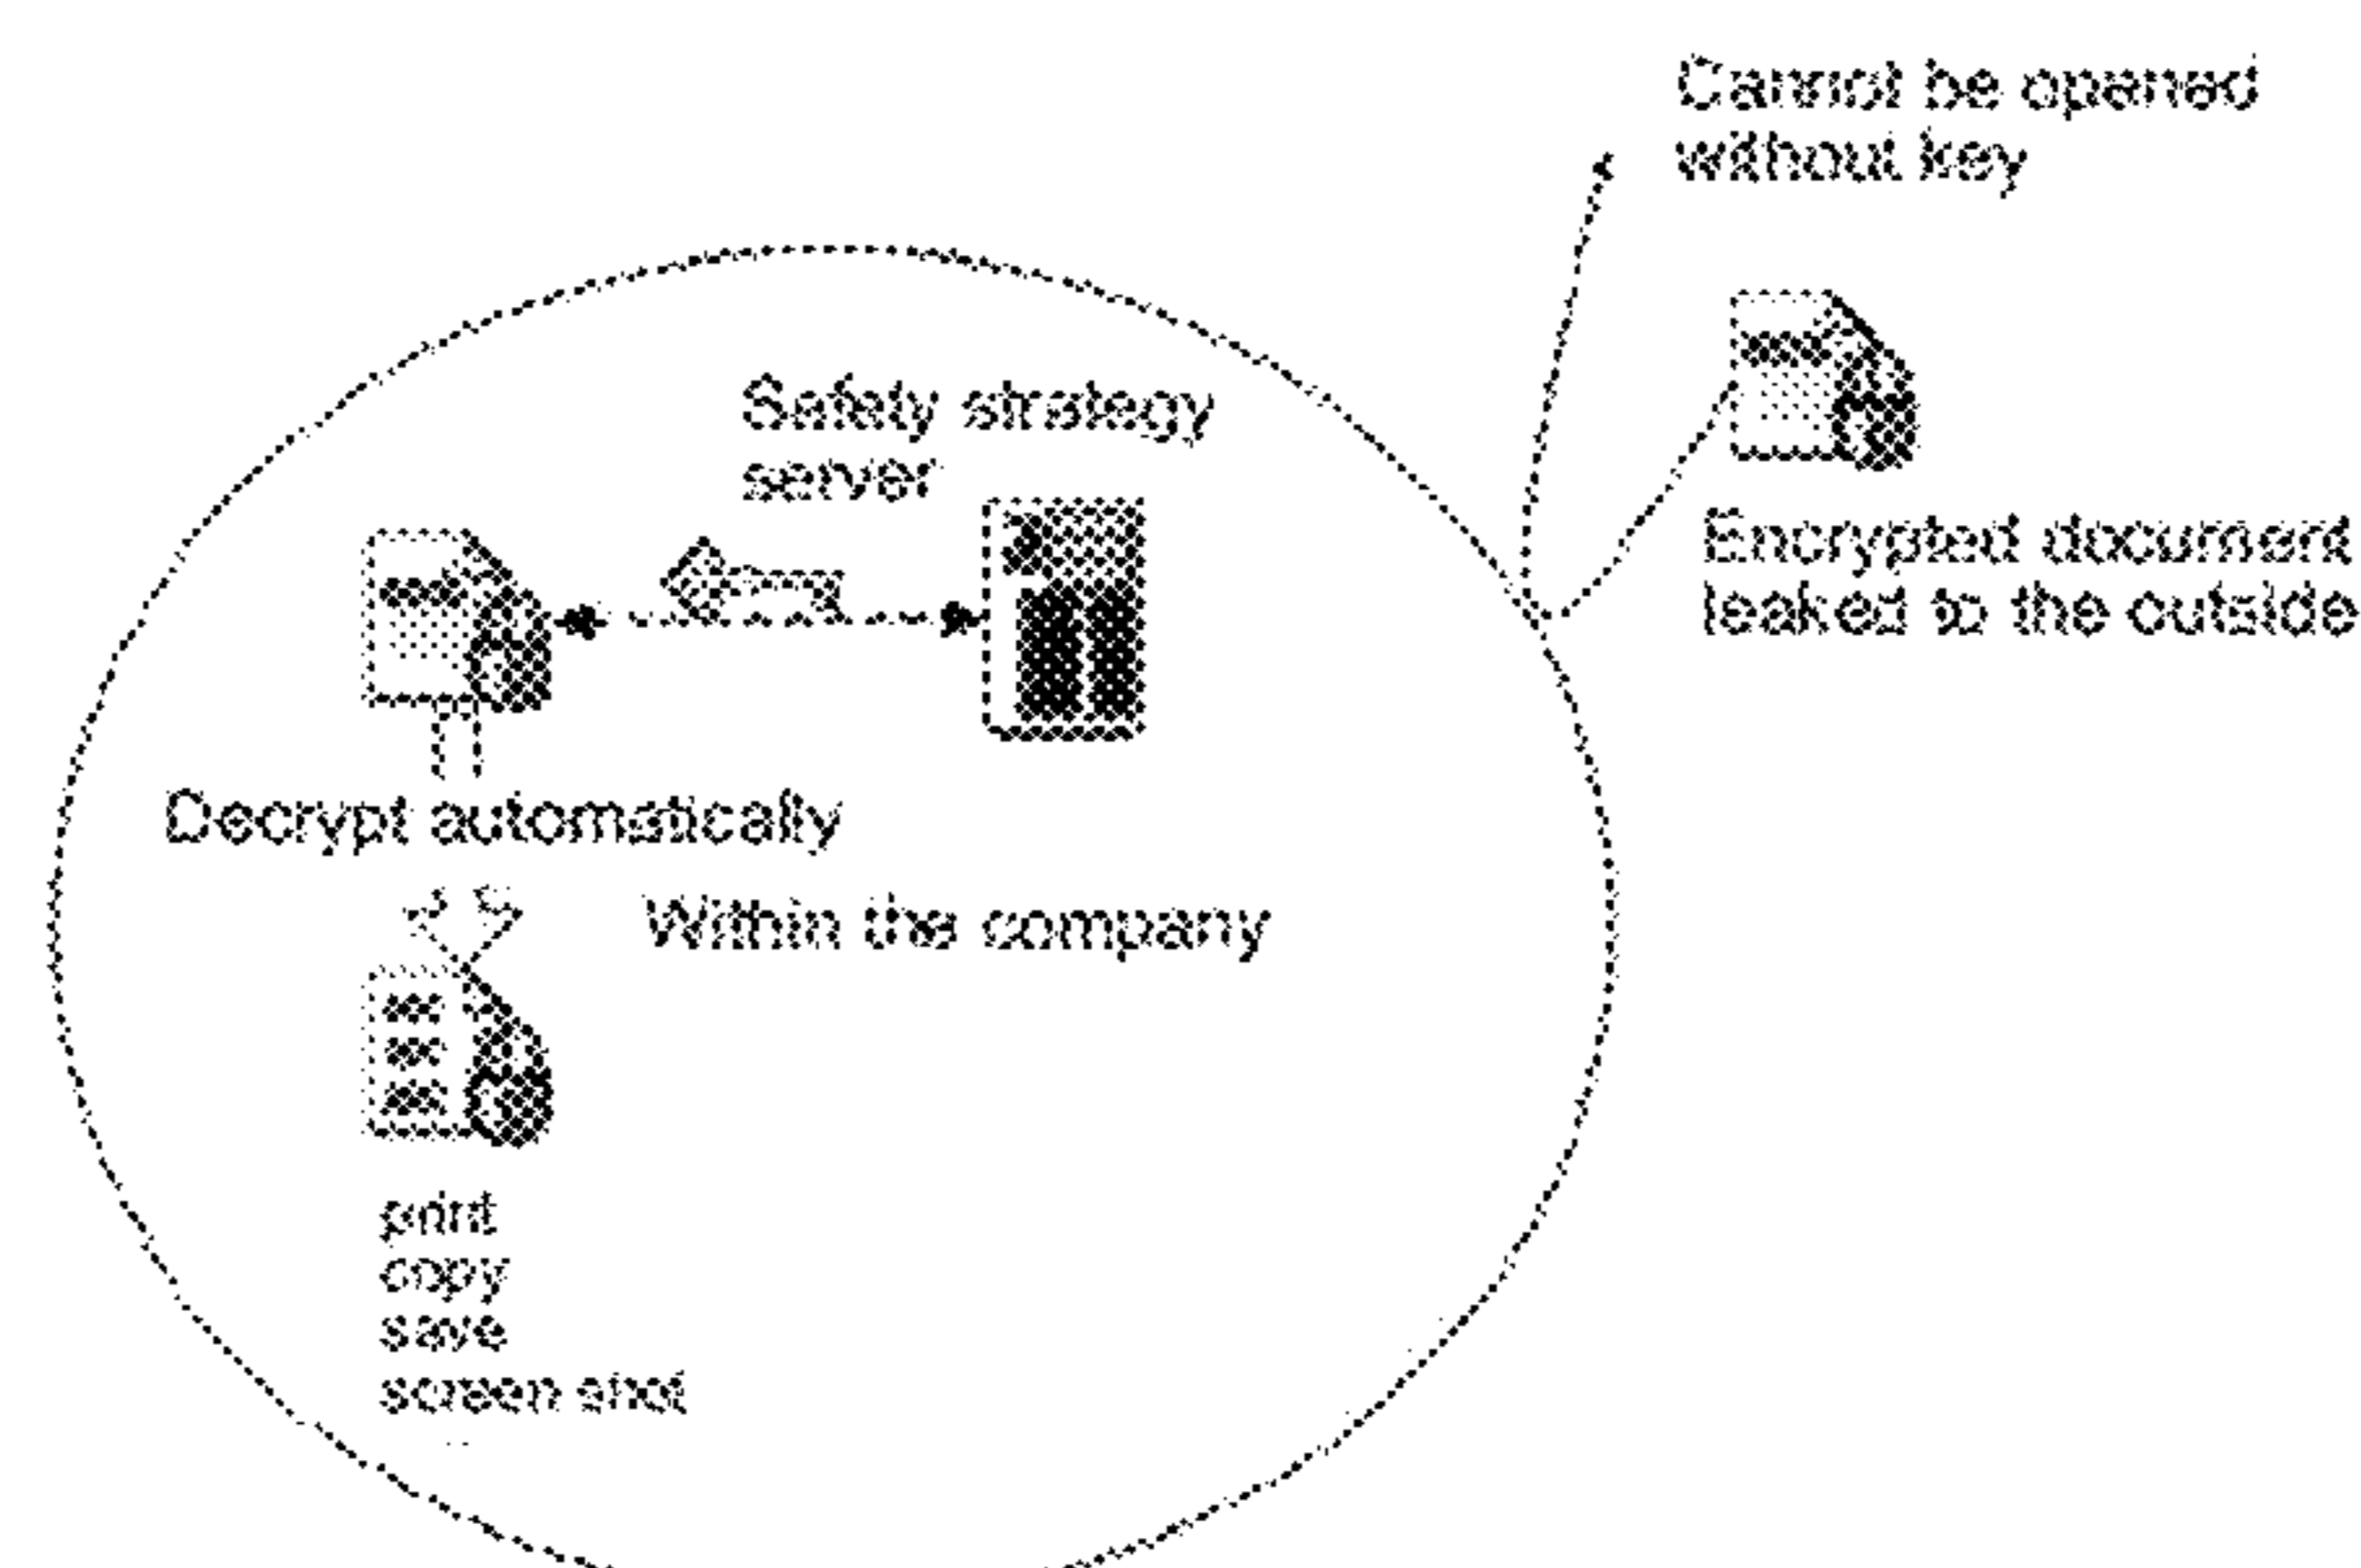 Cannot be opened
without key
Safety strategy
server
Encrypted document
leaked to the outside
Decrypt automatically
Within the company
print
copy
save
screen shot